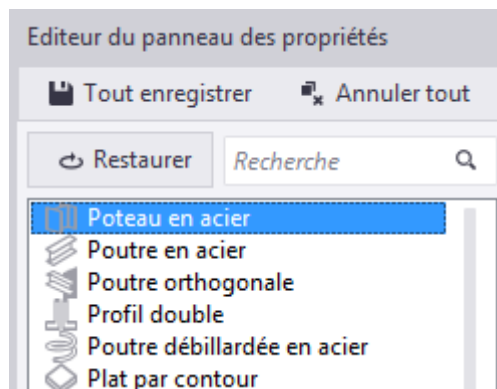 Editeur du panneau des propriétés
Tout enregistrer Annuler tout
Restaurer Recherche
Poteau en acier
Poutre en acier
Poutre orthogonale
Profil double
Poutre débillardée en acier
Plat par contour